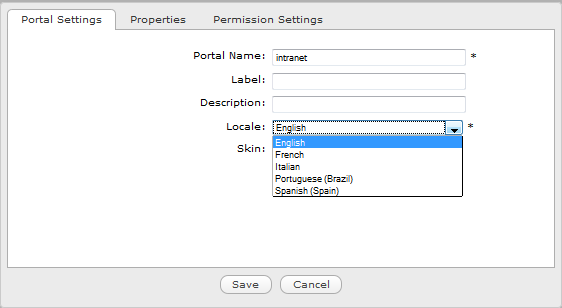 Portal Settings Properties Permission Settings
Portal Name: intranet *
Label:
Description:
Locale: English *
English
Skin:
French
Italian
Portuguese (Brazil)
Spanish (Spain)
Save Cancel